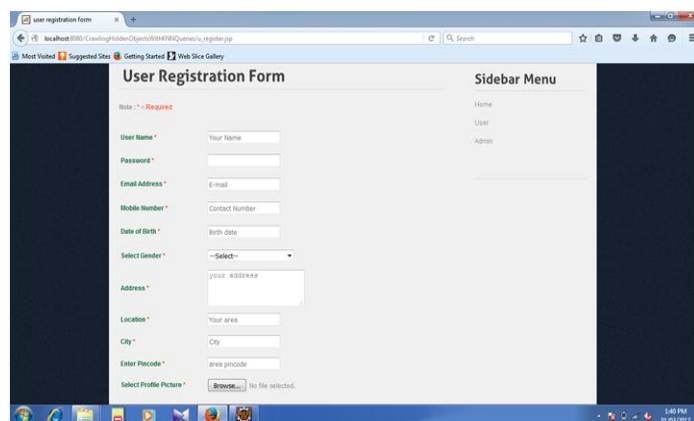 user registration form
localhost:8080/CrawlingHiddenObjectsWithKNNQueries/u_register.jsp
Search
Most Visited Suggested Sites Getting Started Web Slice Gallery
User Registration Form
Sidebar Menu
Note : * = Required
Home
User
Admin
User Name * Your Name
Password *
Email Address * E-mail
Mobile Number * Contact Number
Date of Birth * Birth date
Select Gender * --Select--
Address * your address
Location * Your area
City * City
Enter Pincode * area pincode
Select Profile Picture * Browse... No file selected.
1:40 PM